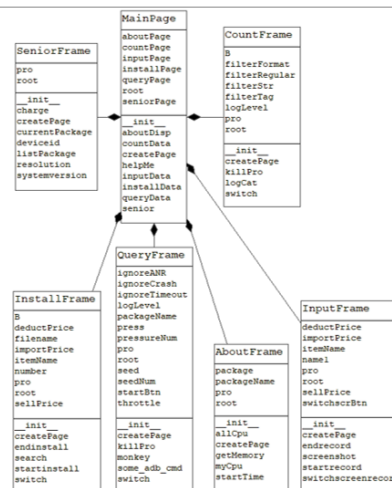 MainPage
aboutPage
countPage
inputPage
installPage
queryPage
root
seniorPage
__init__
aboutDisp
countData
createPage
helpMe
inputData
installData
queryData
senior
SeniorFrame
pro
root
__init__
charge
createPage
currentPackage
deviceid
listPackage
resolution
systemversion
CountFrame
B
filterFormat
filterRegular
filterStr
filterTag
logLevel
pro
root
__init__
createPage
killPro
logCat
switch
InstallFrame
B
deductPrice
filename
importPrice
itemName
number
pro
root
sellPrice
__init__
createPage
endinstall
search
startinstall
switch
QueryFrame
ignoreANR
ignoreCrash
ignoreTimeout
logLevel
packageName
press
pressureNum
pro
root
seed
seedNum
startBtn
throttle
__init__
createPage
killPro
monkey
some_adb_cmd
switch
AboutFrame
package
packageName
pro
root
__init__
allCpu
createPage
getMemory
myCpu
startTime
InputFrame
deductPrice
importPrice
itemName
name1
pro
root
sellPrice
switchscrBtn
__init__
createPage
endrecord
screenshot
startrecord
switchscreenrecor